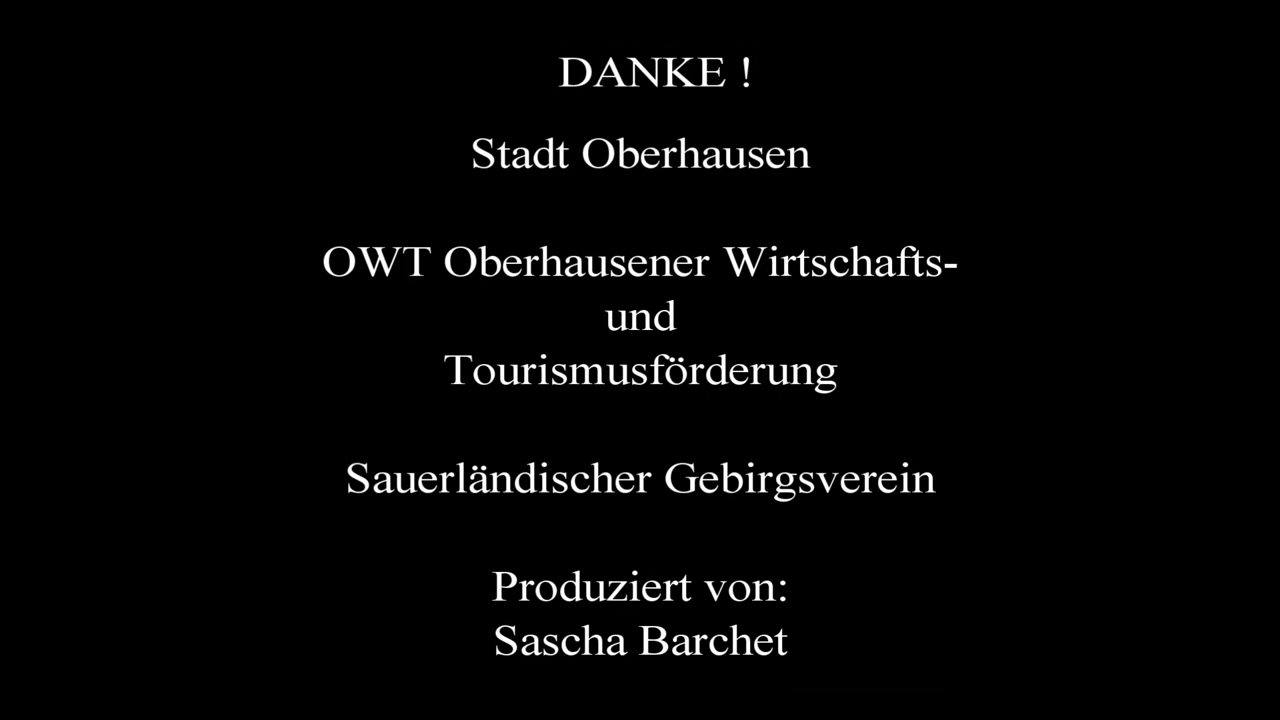 DANKE !
Stadt Oberhausen
OWT Oberhausener Wirtschafts-
und
Tourismusförderung
Sauerländischer Gebirgsverein
Produziert von:
Sascha Barchet